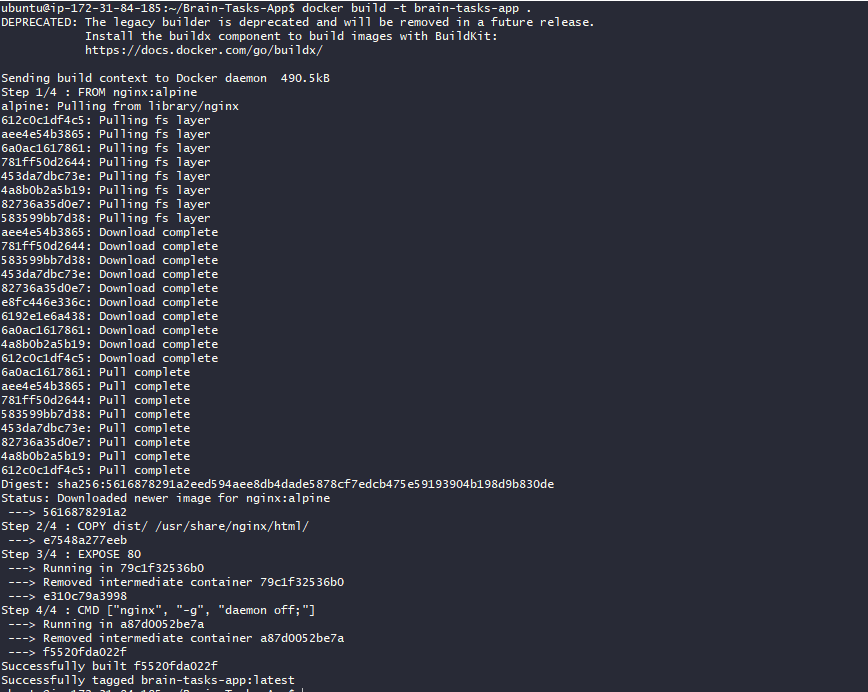 ubuntu@ip-172-31-84-185:~/Brain-Tasks-App$ docker build -t brain-tasks-app .
DEPRECATED: The legacy builder is deprecated and will be removed in a future release.
            Install the buildx component to build images with BuildKit:
            https://docs.docker.com/go/buildx/

Sending build context to Docker daemon  490.5kB
Step 1/4 : FROM nginx:alpine
alpine: Pulling from library/nginx
612c0c1df4c5: Pulling fs layer
aee4e54b3865: Pulling fs layer
6a0ac1617861: Pulling fs layer
781ff50d2644: Pulling fs layer
453da7dbc73e: Pulling fs layer
4a8b0b2a5b19: Pulling fs layer
82736a35d0e7: Pulling fs layer
583599bb7d38: Pulling fs layer
aee4e54b3865: Download complete
781ff50d2644: Download complete
583599bb7d38: Download complete
453da7dbc73e: Download complete
82736a35d0e7: Download complete
e8fc446e336c: Download complete
6192e1e6a438: Download complete
6a0ac1617861: Download complete
4a8b0b2a5b19: Download complete
612c0c1df4c5: Download complete
6a0ac1617861: Pull complete
aee4e54b3865: Pull complete
781ff50d2644: Pull complete
583599bb7d38: Pull complete
453da7dbc73e: Pull complete
82736a35d0e7: Pull complete
4a8b0b2a5b19: Pull complete
612c0c1df4c5: Pull complete
Digest: sha256:5616878291a2eed594aee8db4dade5878cf7edcb475e59193904b198d9b830de
Status: Downloaded newer image for nginx:alpine
 ---> 5616878291a2
Step 2/4 : COPY dist/ /usr/share/nginx/html/
 ---> e7548a277eeb
Step 3/4 : EXPOSE 80
 ---> Running in 79c1f32536b0
 ---> Removed intermediate container 79c1f32536b0
 ---> e310c79a3998
Step 4/4 : CMD ["nginx", "-g", "daemon off;"]
 ---> Running in a87d0052be7a
 ---> Removed intermediate container a87d0052be7a
 ---> f5520fda022f
Successfully built f5520fda022f
Successfully tagged brain-tasks-app:latest
ubuntu@ip-172-31-84-185:~/Brain-Tasks-App$